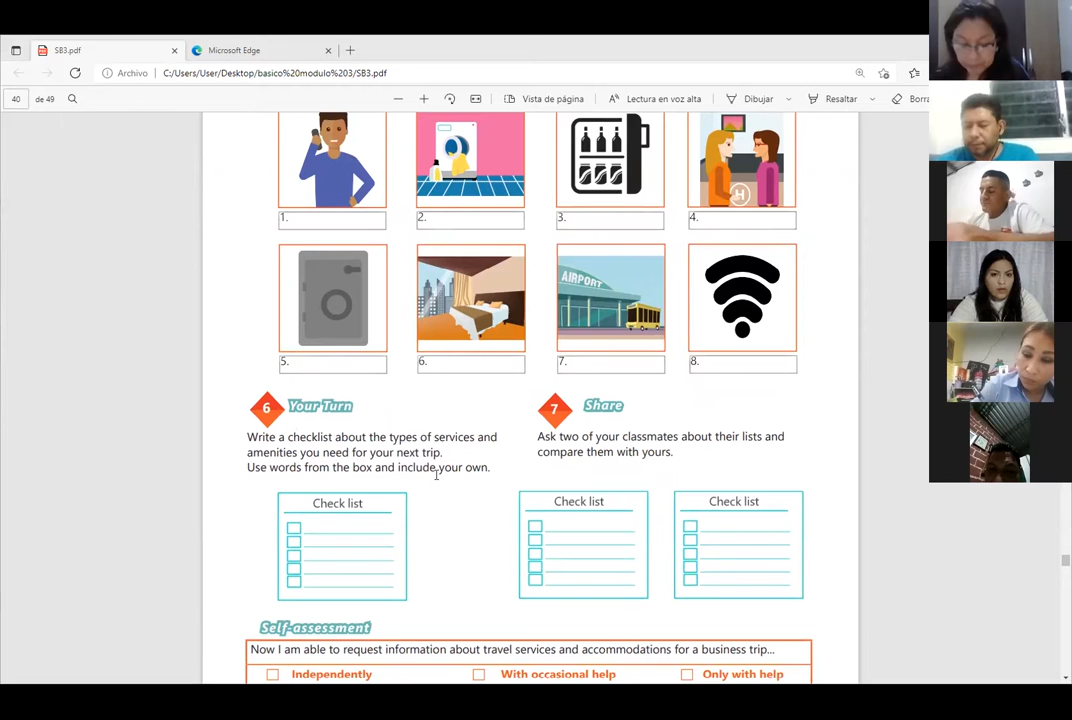 SB3.pdf
Microsoft Edge
Archivo
C:/Users/User/Desktop/basico%20modulo%203/SB3.pdf
40
de 49
Vista de página
Lectura en voz alta
Dibujar
Resaltar
Borra
H
1.
2.
3.
4.
AIRPORT
5.
6.
7.
8.
6 Your Turn
Write a checklist about the types of services and
amenities you need for your next trip.
Use words from the box and include your own.
7 Share
Ask two of your classmates about their lists and
compare them with yours.
Check list
Check list
Check list
Self-assessment
Now I am able to request information about travel services and accommodations for a business trip...
Independently
With occasional help
Only with help